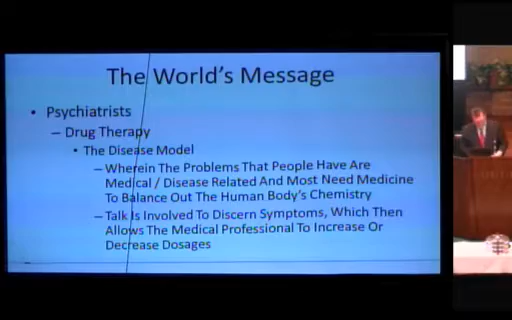 The World's Message
• Psychiatrists
– Drug Therapy
• The Disease Model
– Wherein The Problems That People Have Are
Medical / Disease Related And Most Need Medicine
To Balance Out The Human Body's Chemistry
– Talk Is Involved To Discern Symptoms, Which Then
Allows The Medical Professional To Increase Or
Decrease Dosages